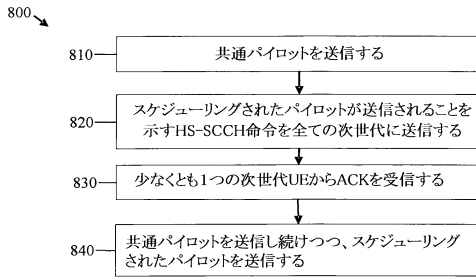 800
810
共通パイロットを送信する
820
スケジューリングされたパイロットが送信されることを
示すHS-SCCH命令を全ての次世代に送信する
830
少なくとも1つの次世代UEからACKを受信する
840
共通パイロットを送信し続けつつ、スケジューリング
されたパイロットを送信する